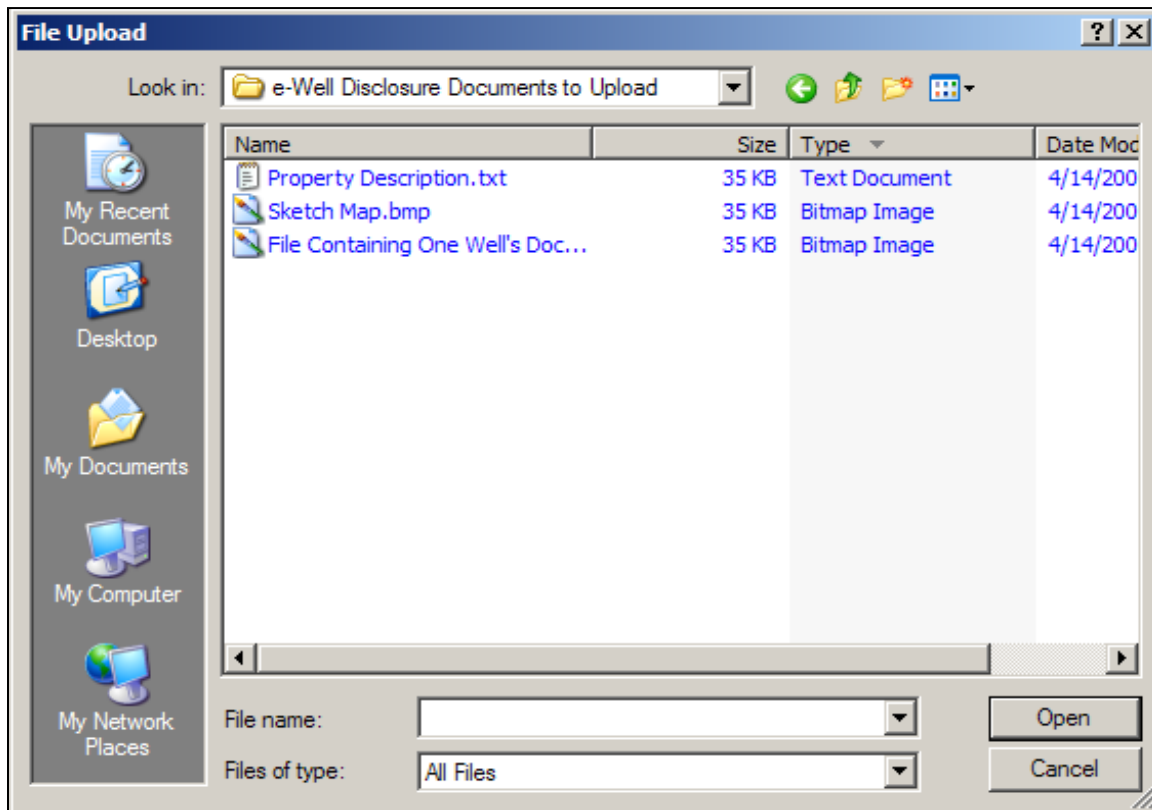 File Upload
Look in: e-Well Disclosure Documents to Upload
My Recent Documents
Desktop
My Documents
My Computer
My Network Places
Name Size Type Date Mod
Property Description.txt 35 KB Text Document 4/14/200
Sketch Map.bmp 35 KB Bitmap Image 4/14/200
File Containing One Well's Doc... 35 KB Bitmap Image 4/14/200
File name: Open
Files of type: All Files Cancel